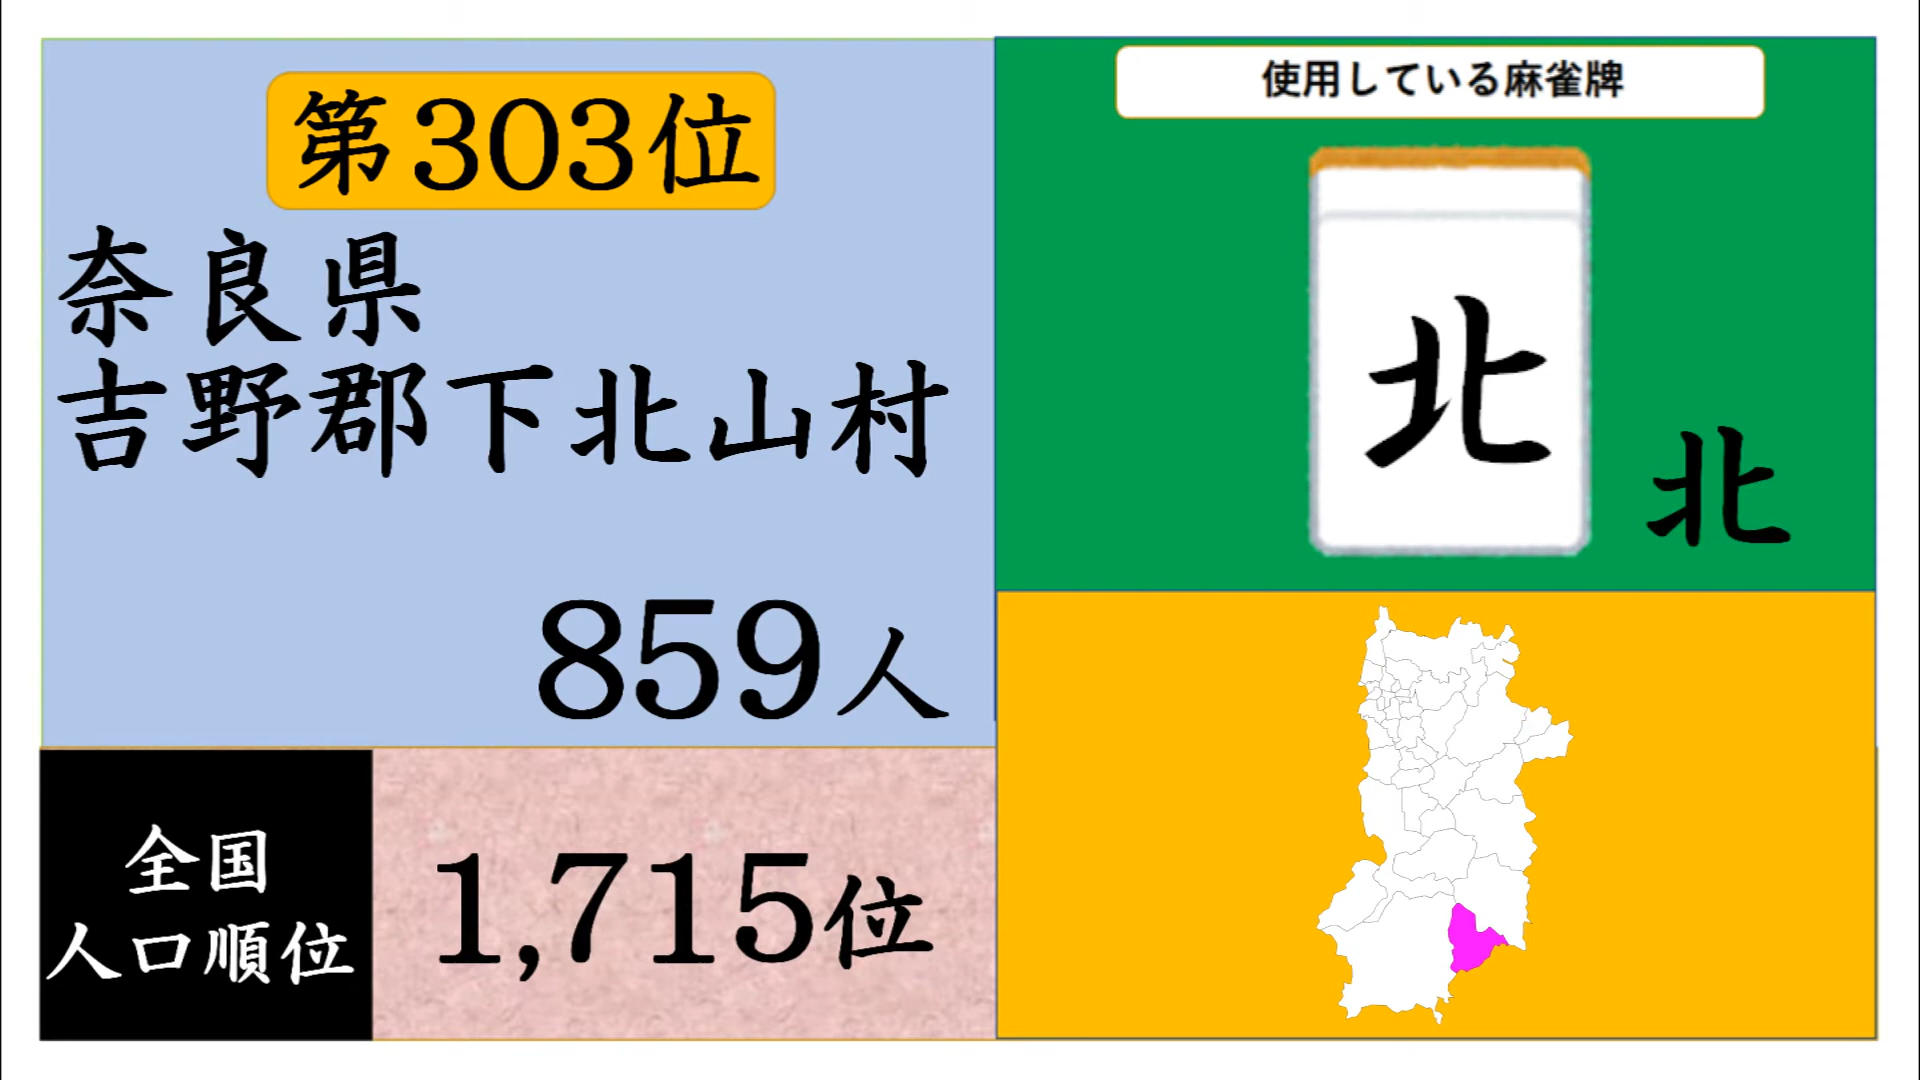 第303位
奈良県
吉野郡下北山村
859人
全国
人口順位
1,715位
使用している麻雀牌
北
北